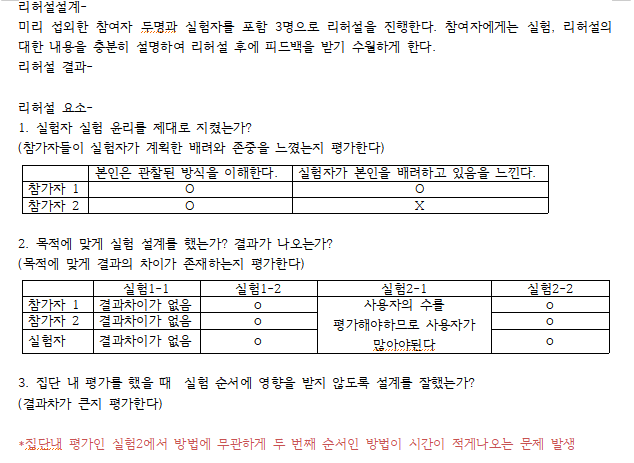 리허설설계-
미리 섭외한 참여자 두명과 실험자를 포함 3명으로 리허설을 진행한다. 참여자에게는 실험, 리허설의
대한 내용을 충분히 설명하여 리허설 후에 피드백을 받기 수월하게 한다.
리허설 결과-
리허설 요소-
1. 실험자 실험 윤리를 제대로 지켰는가?
(참가자들이 실험자가 계획한 배려와 존중을 느꼈는지 평가한다)
본인은 관찰된 방식을 이해한다. 실험자가 본인을 배려하고 있음을 느낀다.
참가자 1 O O
참가자 2 O X
2. 목적에 맞게 실험 설계를 했는가? 결과가 나오는가?
(목적에 맞게 결과의 차이가 존재하는지 평가한다)
실험1-1 실험1-2 실험2-1 실험2-2
참가자 1 결과차이가 없음 o 사용자의 수를 o
참가자 2 결과차이가 없음 o 평가해야하므로 사용자가 o
실험자 결과차이가 없음 o 많아야된다 o
3. 집단 내 평가를 했을 때 실험 순서에 영향을 받지 않도록 설계를 잘했는가?
(결과차가 큰지 평가한다)
*집단내 평가인 실험2에서 방법에 무관하게 두 번째 순서인 방법이 시간이 적게나오는 문제 발생